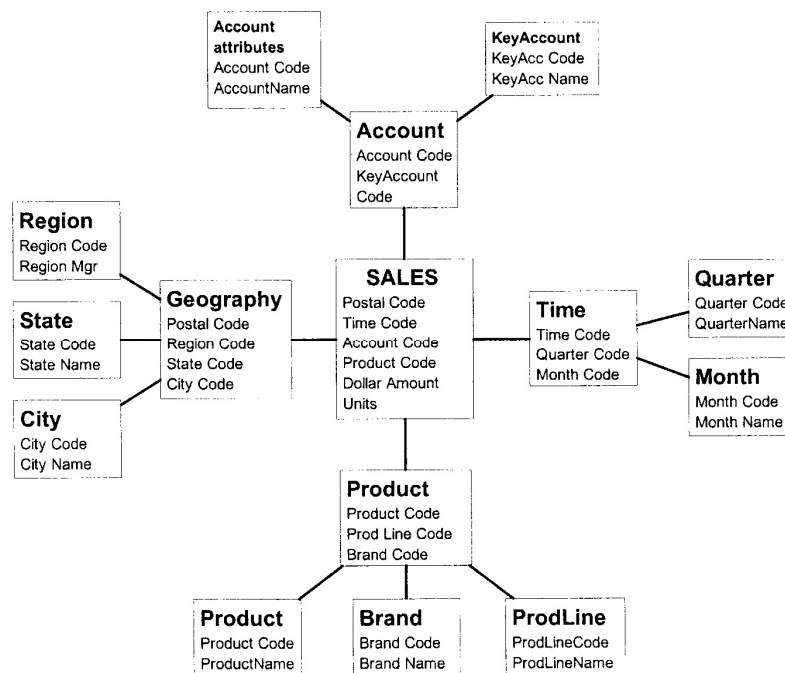 Account
attributes
Account Code
AccountName
KeyAccount
KeyAcc Code
KeyAcc Name
Account
Account Code
KeyAccount
Code
Region
Region Code
Region Mgr
State
State Code
State Name
City
City Code
City Name
Geography
Postal Code
Region Code
State Code
City Code
SALES
Postal Code
Time Code
Account Code
Product Code
Dollar Amount
Units
Time
Time Code
Quarter Code
Month Code
Quarter
Quarter Code
QuarterName
Month
Month Code
Month Name
Product
Product Code
Prod Line Code
Brand Code
Product
Product Code
ProductName
Brand
Brand Code
Brand Name
ProdLine
ProdLineCode
ProdLineName